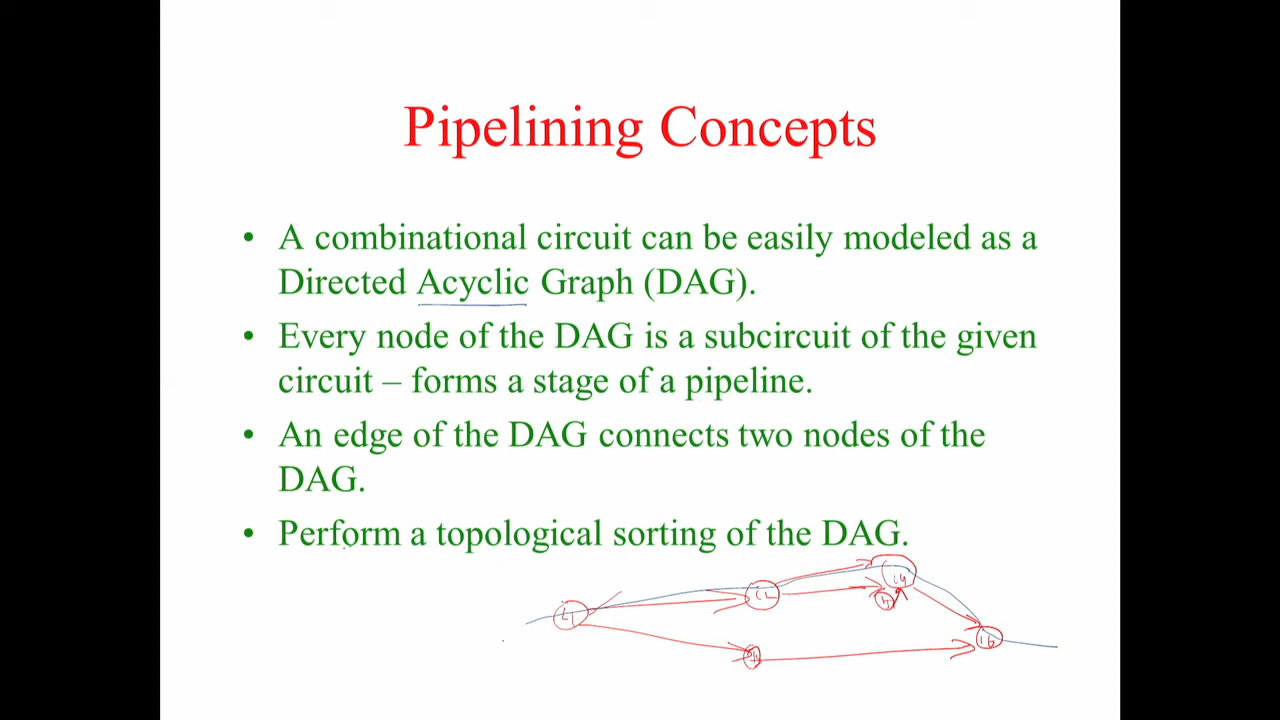 Pipelining Concepts
• A combinational circuit can be easily modeled as a
Directed Acyclic Graph (DAG).
• Every node of the DAG is a subcircuit of the given
circuit – forms a stage of a pipeline.
• An edge of the DAG connects two nodes of the
DAG.
• Perform a topological sorting of the DAG.